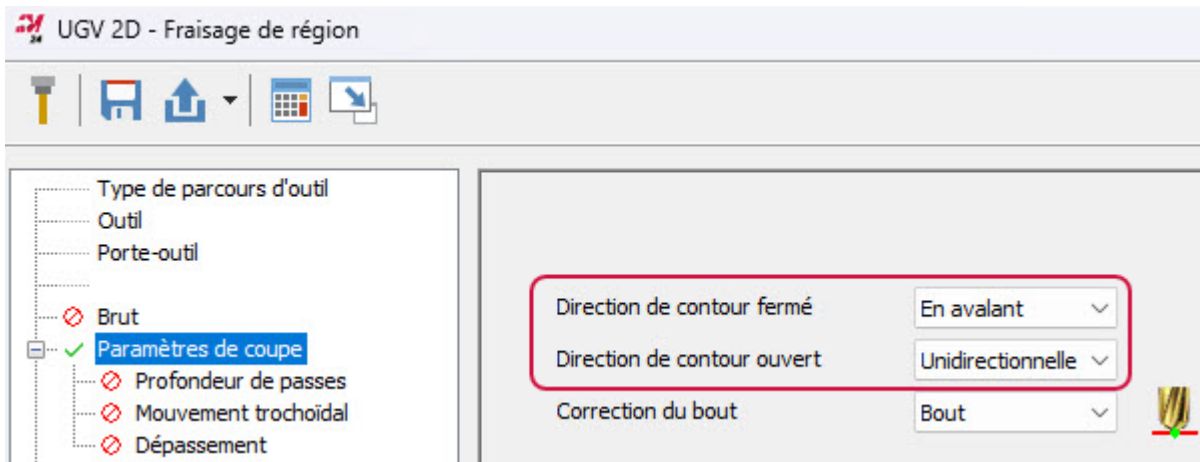 UGV 2D - Fraisage de région
Type de parcours d'outil
Outil
Porte-outil
Brut
Paramètres de coupe
Profondeur de passes
Mouvement trochoïdal
Dépassement
Direction de contour fermé En avalant
Direction de contour ouvert Unidirectionnelle
Correction du bout Bout